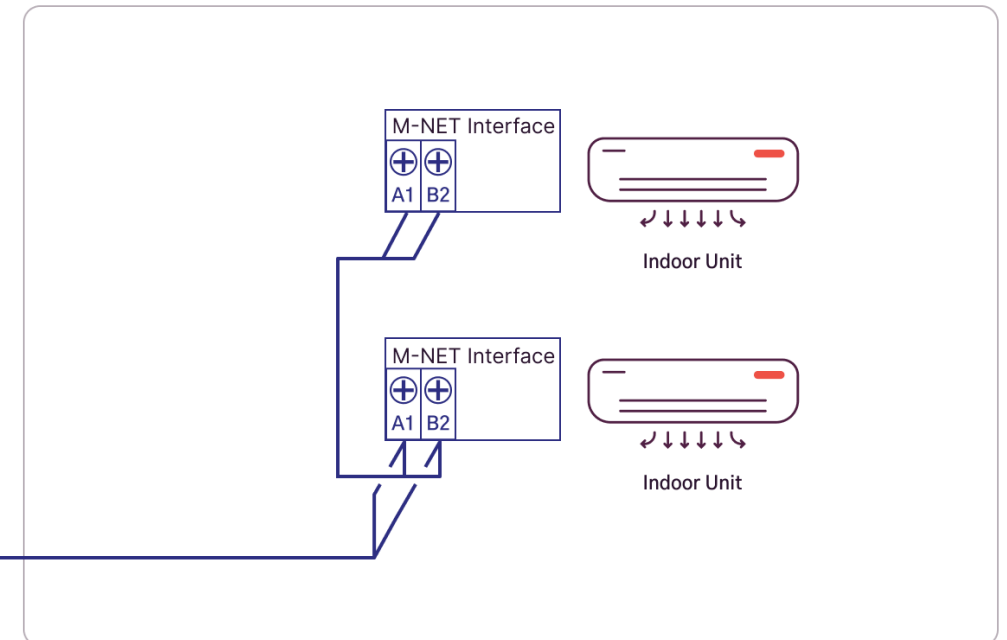 M-NET Interface
A1 B2
Indoor Unit
M-NET Interface
A1 B2
Indoor Unit